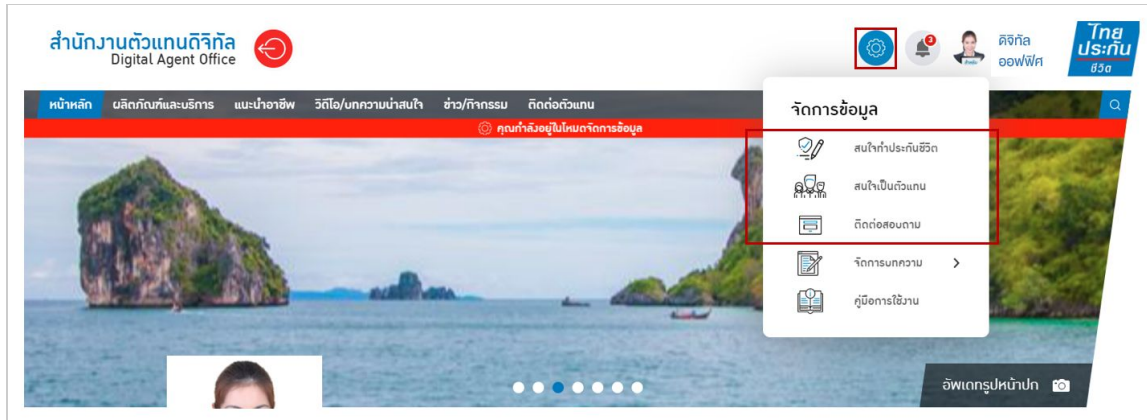 สำนักงานตัวแทนดิจิทัล
Digital Agent Office
2
ดิจิทัล
ออฟฟิศ
ไทย
ประกัน
ชีวิต
หน้าหลัก ผลิตภัณฑ์และบริการ แนะนำอาชีพ วิดีโอ/บทความน่าสนใจ ข่าว/กิจกรรม ติดต่อตัวแทน
คุณกำลังอยู่ในโหมดจัดการข้อมูล
จัดการข้อมูล
สนใจทำประกันชีวิต
สนใจเป็นตัวแทน
ติดต่อสอบถาม
จัดการบทความ
คู่มือการใช้งาน
อัพเดทรูปหน้าปก